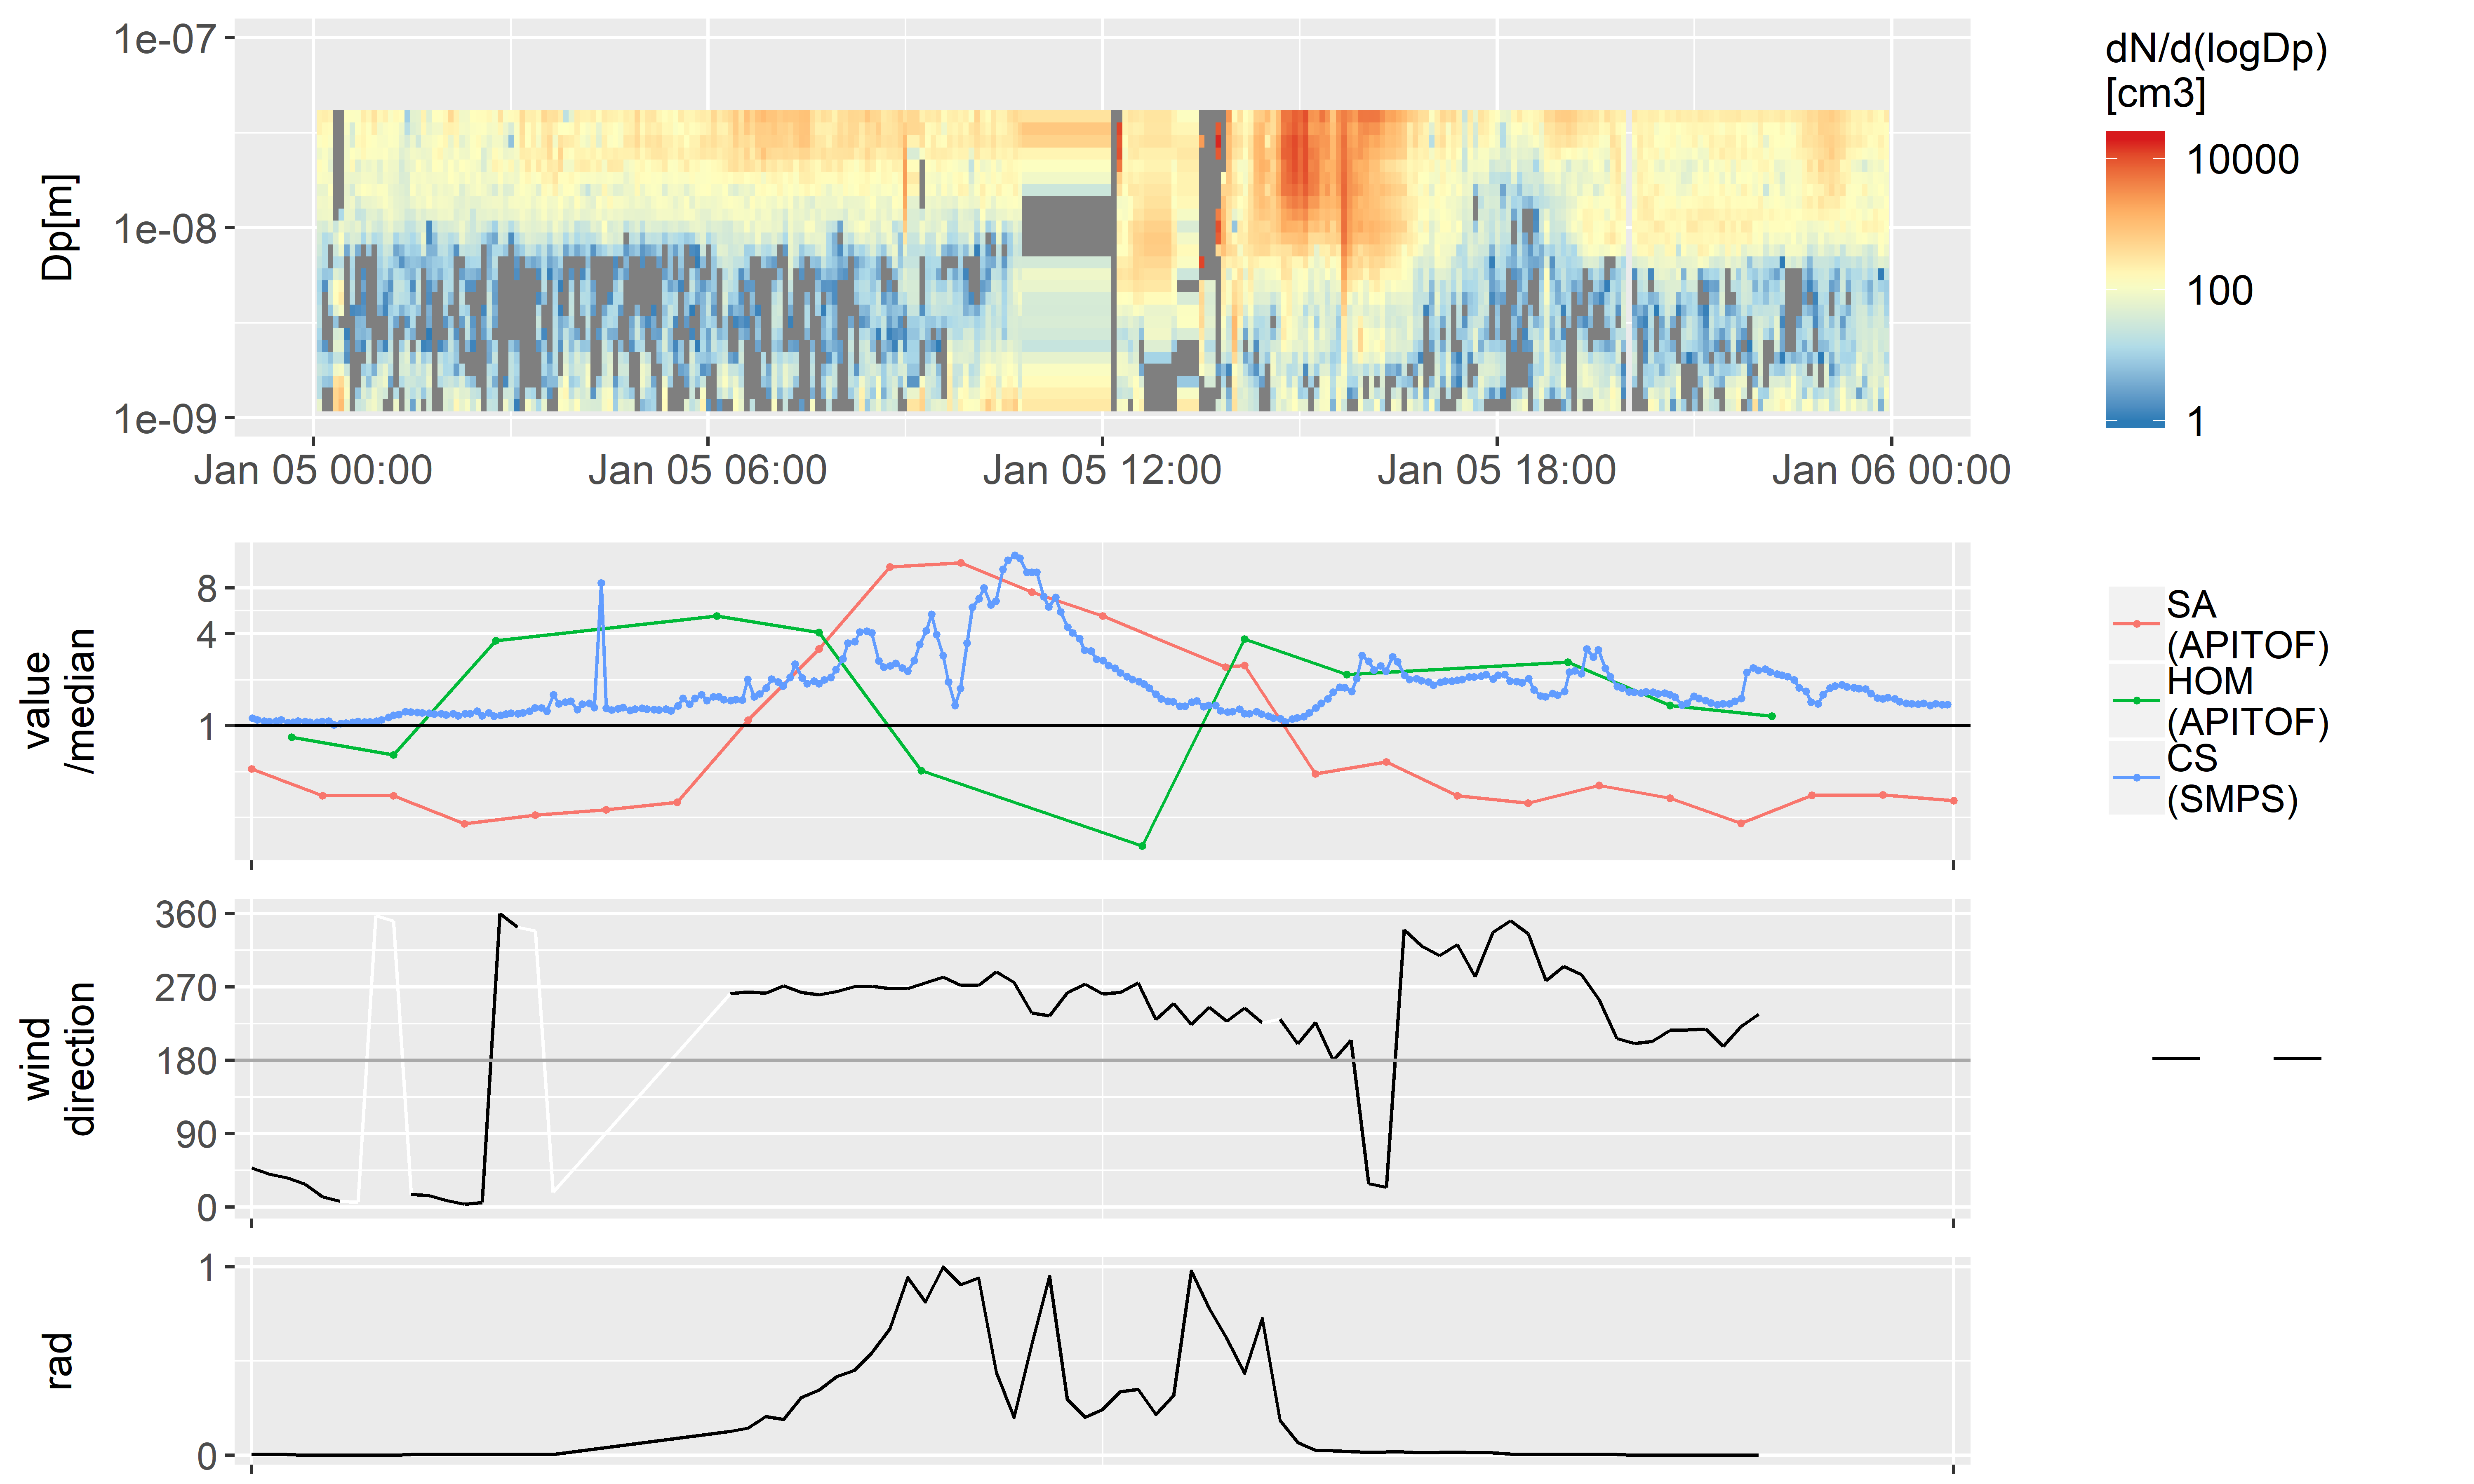 1e-07
1e-08
1e-09
Dp[m]
Jan 05 00:00
Jan 05 06:00
Jan 05 12:00
Jan 05 18:00
Jan 06 00:00
dN/d(logDp)
[cm3]
10000
100
1
8
4
1
value
/median
SA
(APITOF)
HOM
(APITOF)
CS
(SMPS)
360
270
180
90
0
wind
direction
1
0
rad